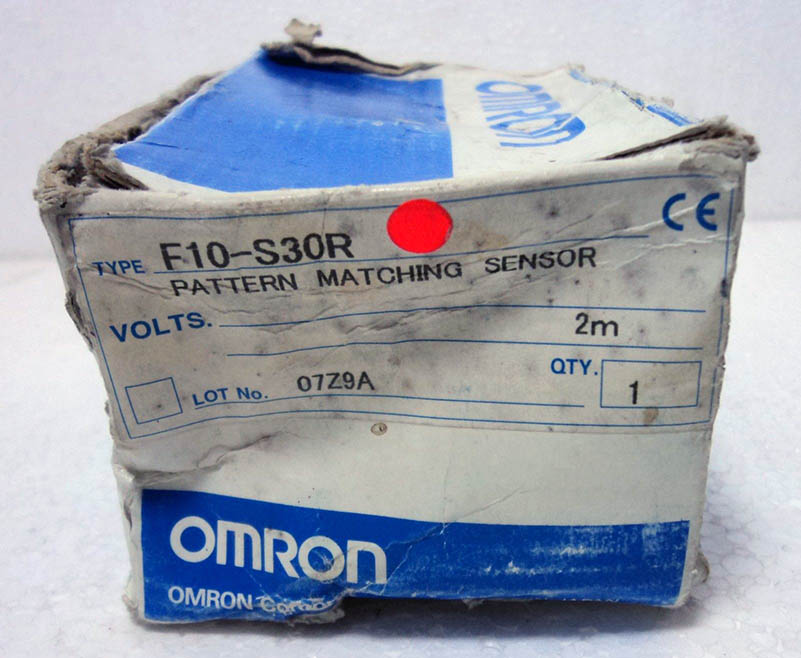 OMRON
CE
TYPE F10-S30R
PATTERN MATCHING SENSOR
VOLTS.
2m
LOT No. 07Z9A
QTY. 1
OMRON
OMRON